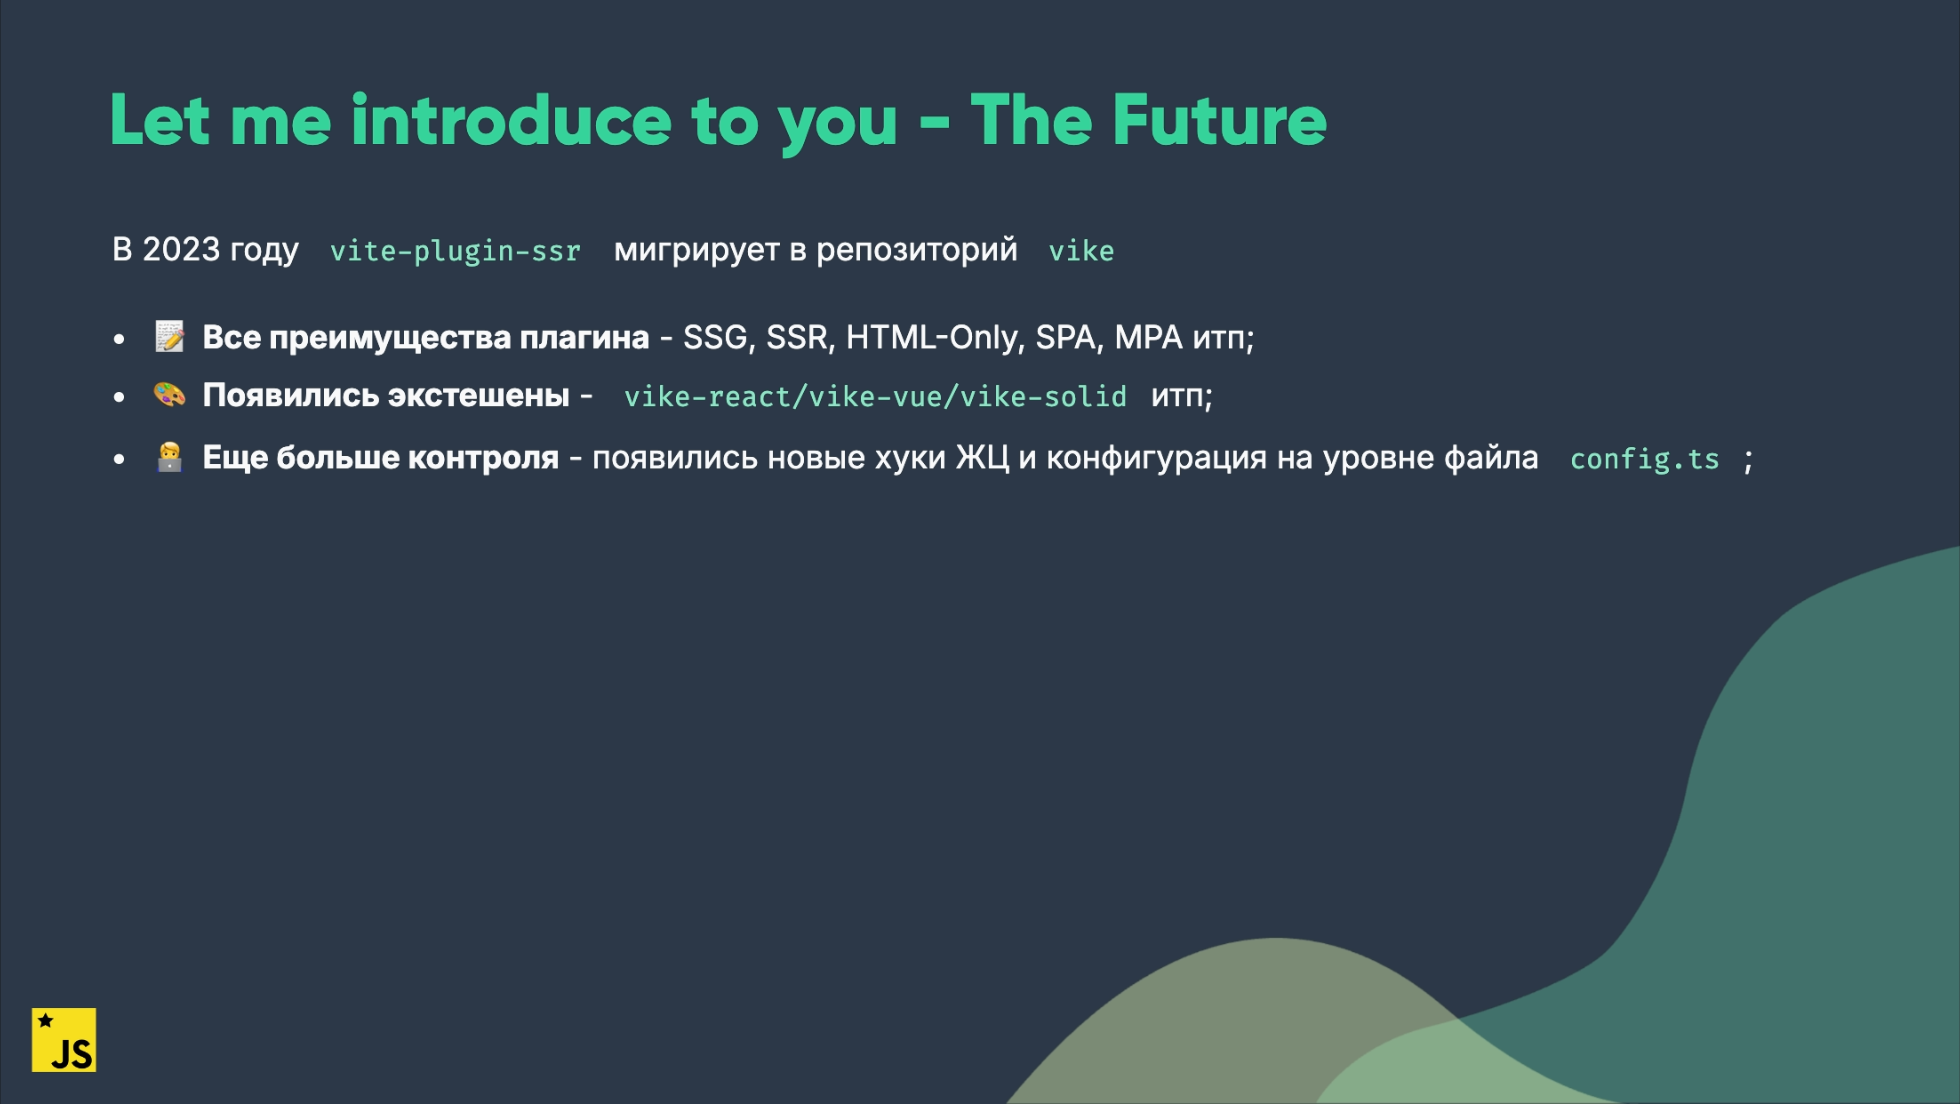 Let me introduce to you - The Future
В 2023 году vite-plugin-ssr мигрирует в репозиторий vike
• 📝 Все преимущества плагина - SSG, SSR, HTML-Only, SPA, MPA итп;
• 🎨 Появились экстешены - vike-react/vike-vue/vike-solid итп;
• 🧑‍💻 Еще больше контроля - появились новые хуки ЖЦ и конфигурация на уровне файла config.ts ;
JS